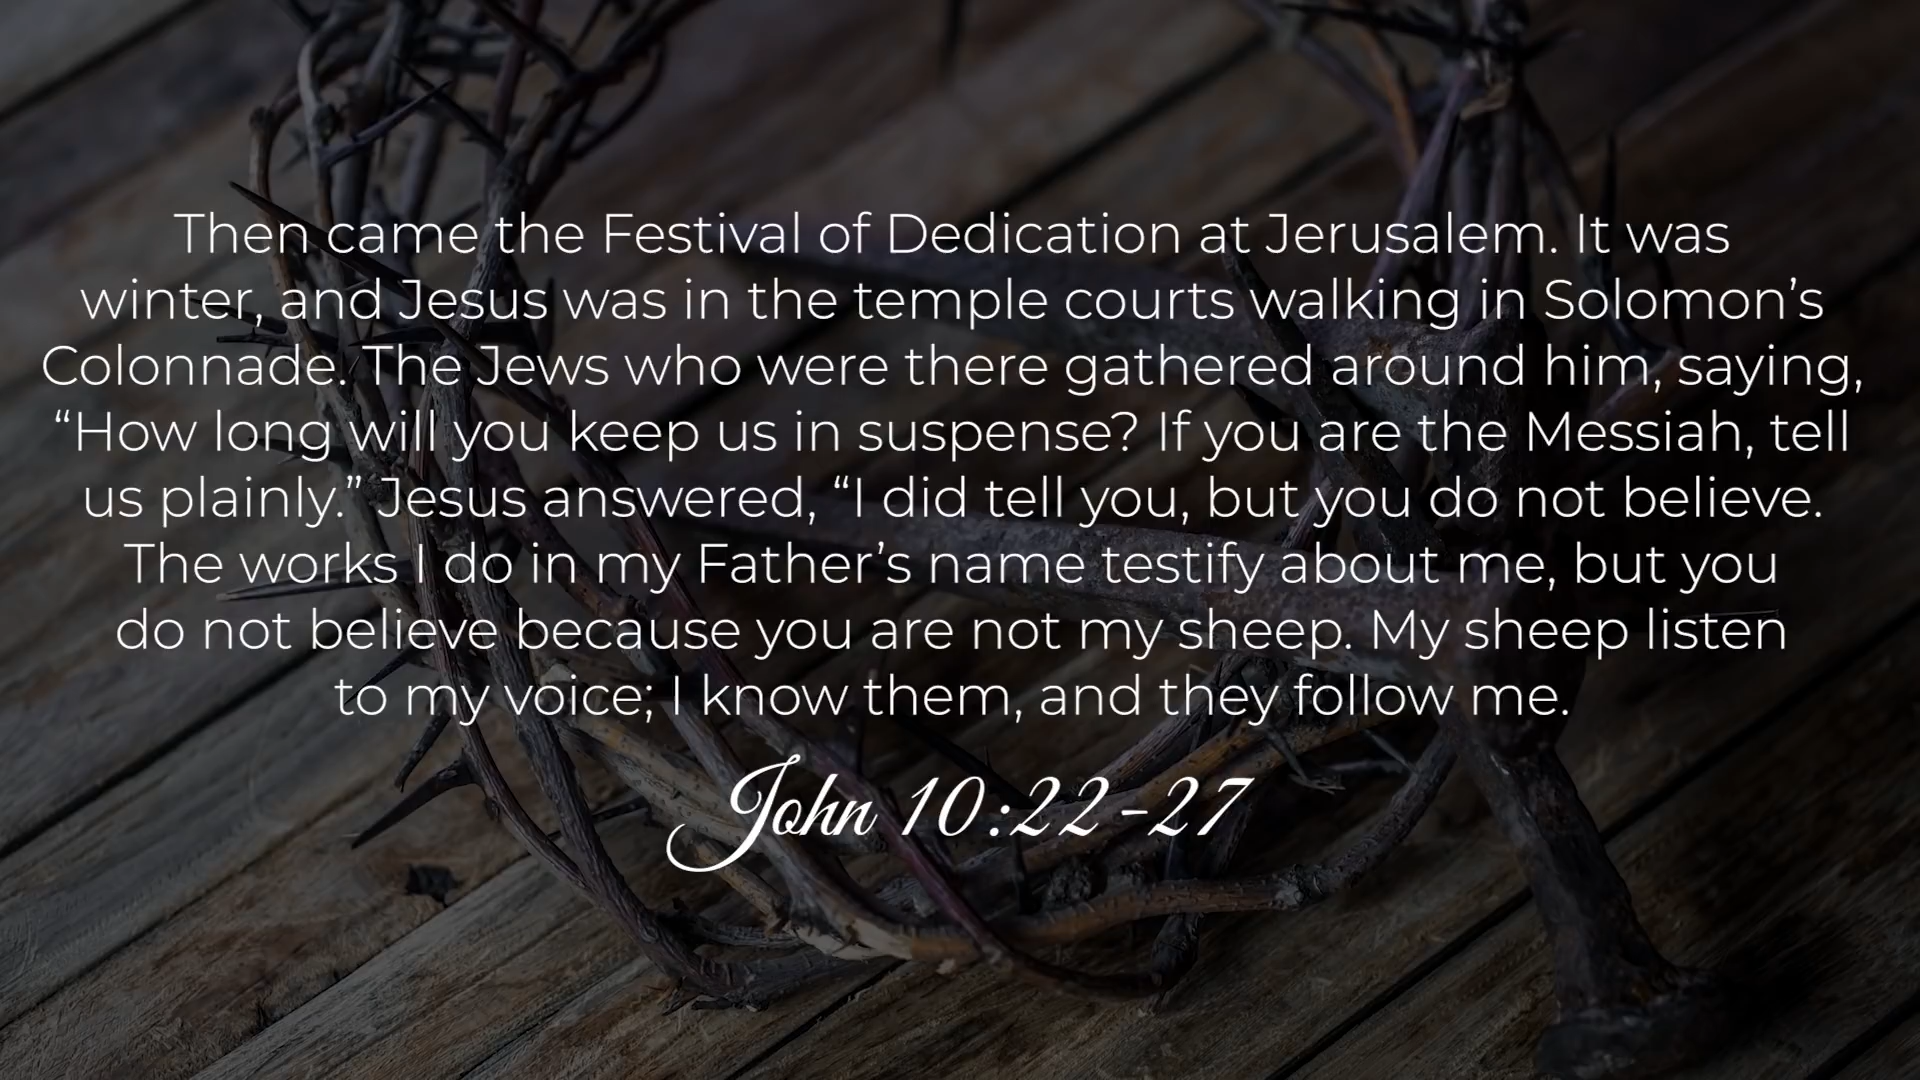 Then came the Festival of Dedication at Jerusalem. It was
winter, and Jesus was in the temple courts walking in Solomon’s
Colonnade. The Jews who were there gathered around him, saying,
“How long will you keep us in suspense? If you are the Messiah, tell
us plainly.” Jesus answered, “I did tell you, but you do not believe.
The works I do in my Father’s name testify about me, but you
do not believe because you are not my sheep. My sheep listen
to my voice; I know them, and they follow me.
John 10:22-27